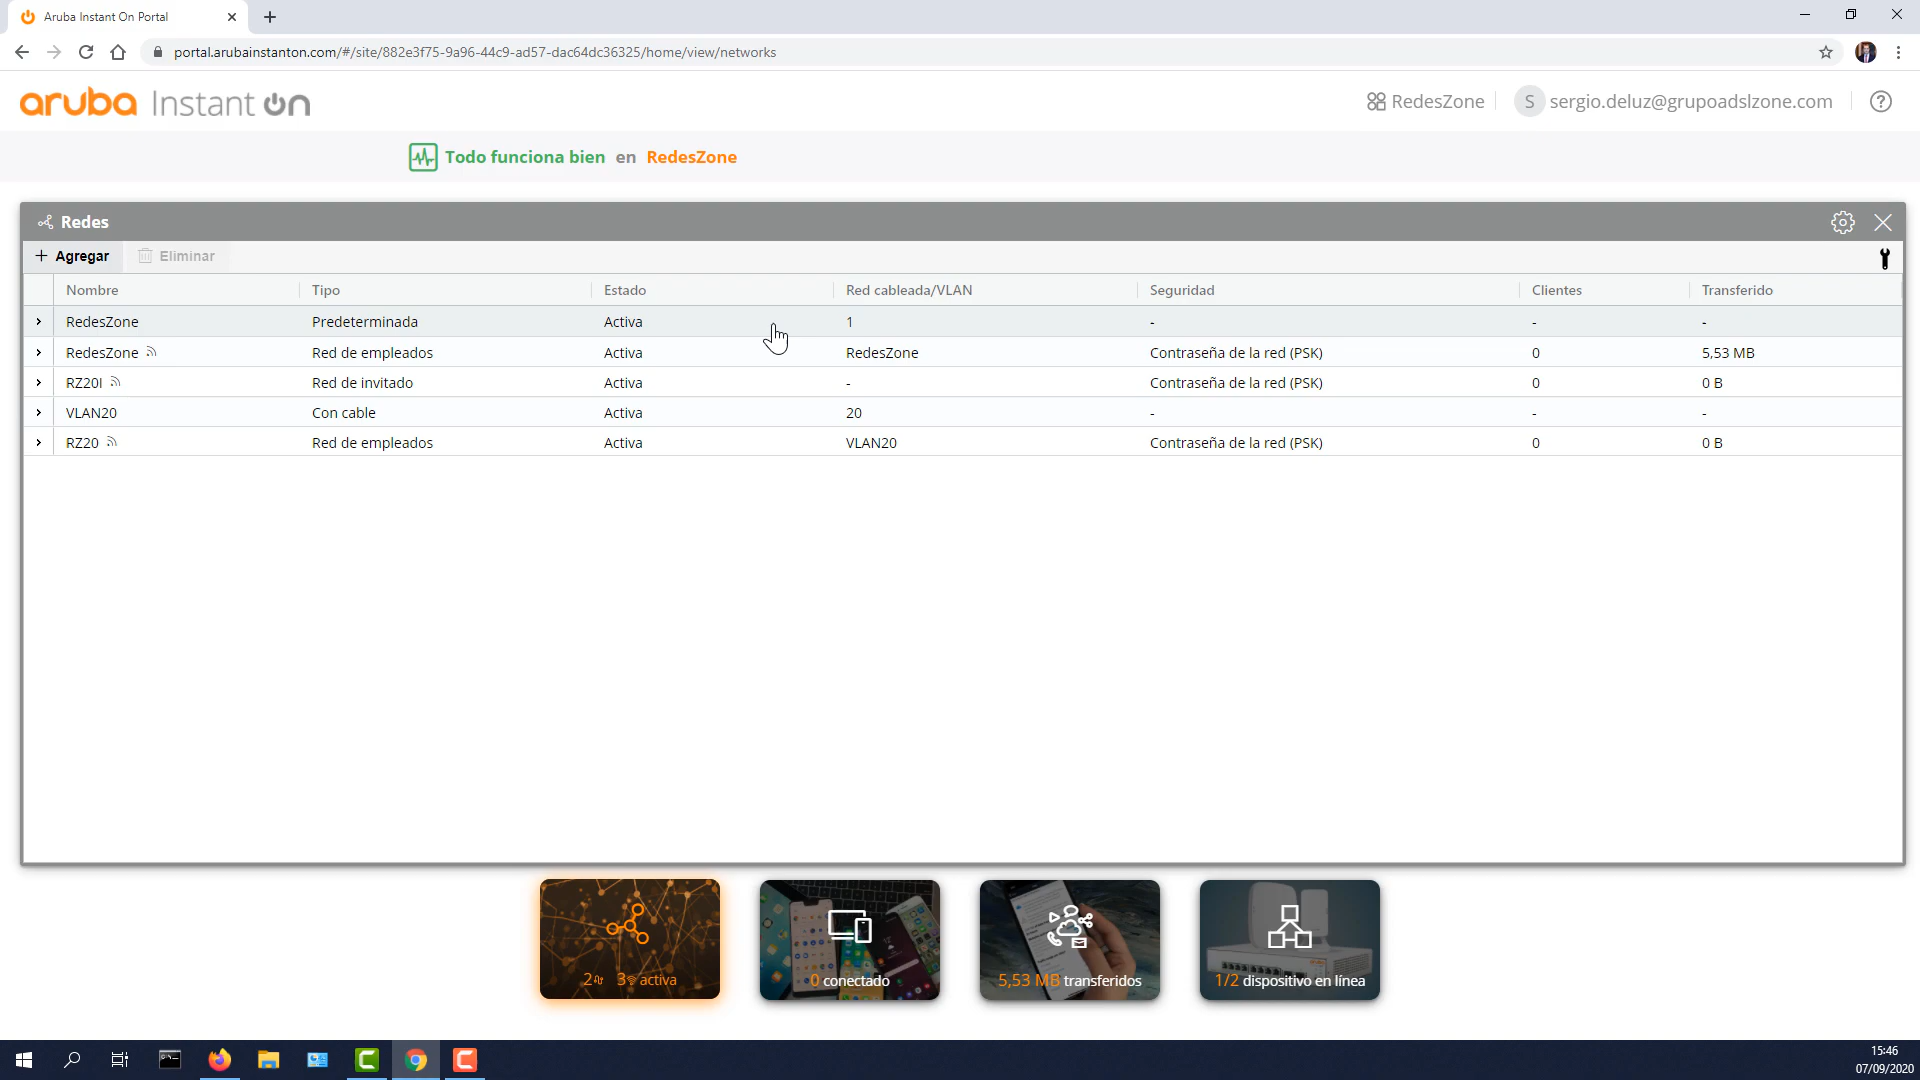 Aruba Instant On Portal
portal.arubainstanton.com/#/site/882e3f75-9a96-44c9-ad57-dac64dc36325/home/view/networks
aruba Instant On
RedesZone
S sergio.deluz@grupoadslzone.com
?
Todo funciona bien en RedesZone
Redes
+ Agregar Eliminar
Nombre Tipo Estado Red cableada/VLAN Seguridad Clientes Transferido
RedesZone Predeterminada Activa 1 - - -
RedesZone Red de empleados Activa RedesZone Contraseña de la red (PSK) 0 5,53 MB
RZ20I Red de invitado Activa - Contraseña de la red (PSK) 0 0 B
VLAN20 Con cable Activa 20 - - -
RZ20 Red de empleados Activa VLAN20 Contraseña de la red (PSK) 0 0 B
2 3 activa
0 conectado
5,53 MB transferidos
1/2 dispositivo en línea
15:46
07/09/2020